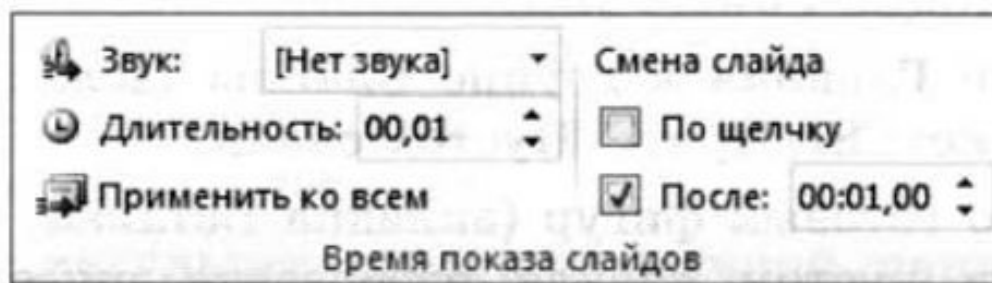 Звук: [Нет звука] Смена слайда
Длительность: 00,01 По щелчку
Применить ко всем После: 00:01,00
Время показа слайдов